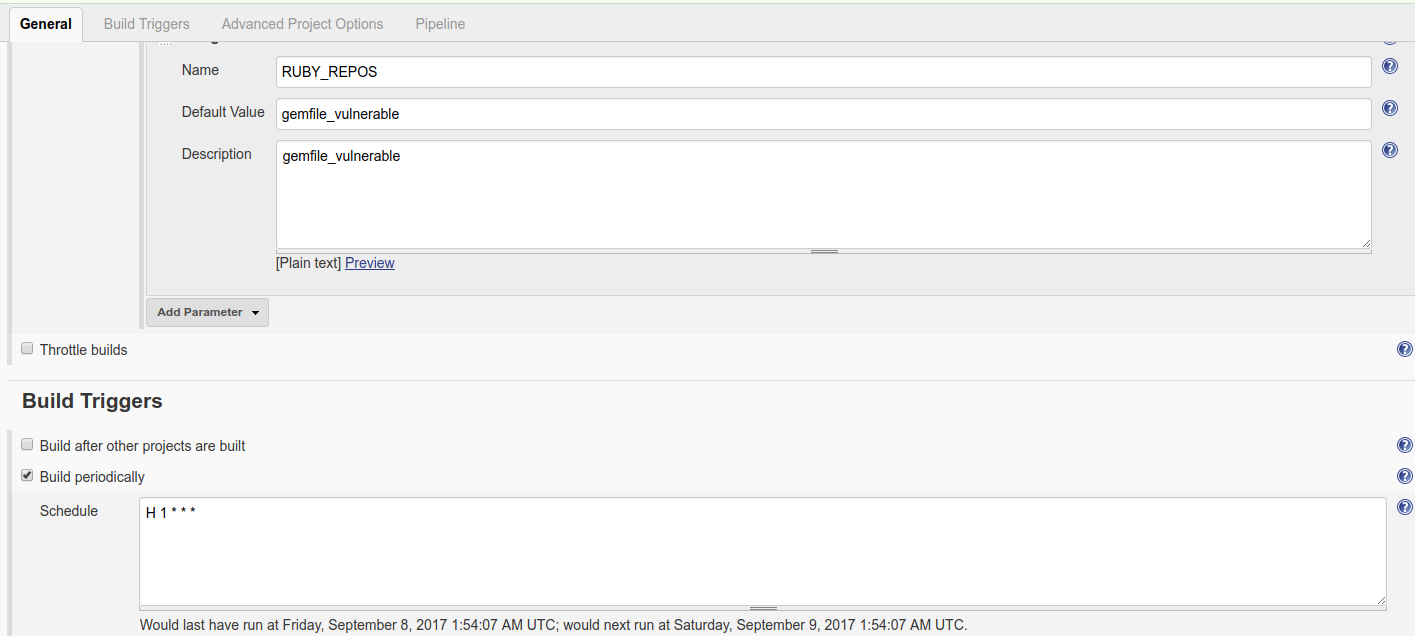 General Build Triggers Advanced Project Options Pipeline
Name RUBY_REPOS
Default Value gemfile_vulnerable
Description gemfile_vulnerable
[Plain text] Preview
Add Parameter
Throttle builds
Build Triggers
Build after other projects are built
Build periodically
Schedule H 1 * * *
Would last have run at Friday, September 8, 2017 1:54:07 AM UTC; would next run at Saturday, September 9, 2017 1:54:07 AM UTC.